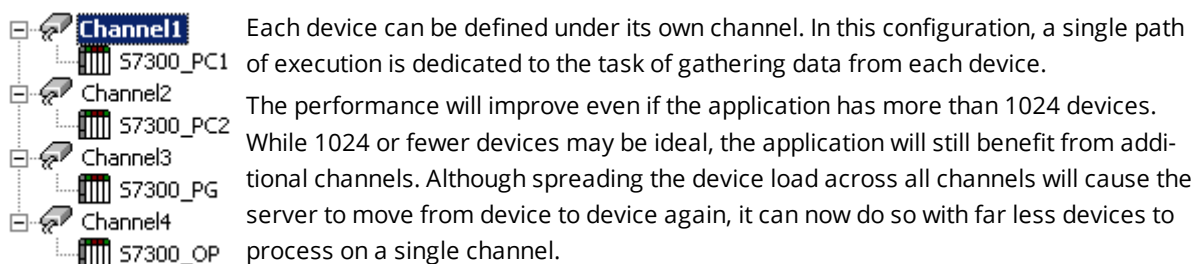 Channel1
S7300_PC1
Channel2
S7300_PC2
Channel3
S7300_PG
Channel4
S7300_OP
Each device can be defined under its own channel. In this configuration, a single path
of execution is dedicated to the task of gathering data from each device.
The performance will improve even if the application has more than 1024 devices.
While 1024 or fewer devices may be ideal, the application will still benefit from addi-
tional channels. Although spreading the device load across all channels will cause the
server to move from device to device again, it can now do so with far less devices to
process on a single channel.